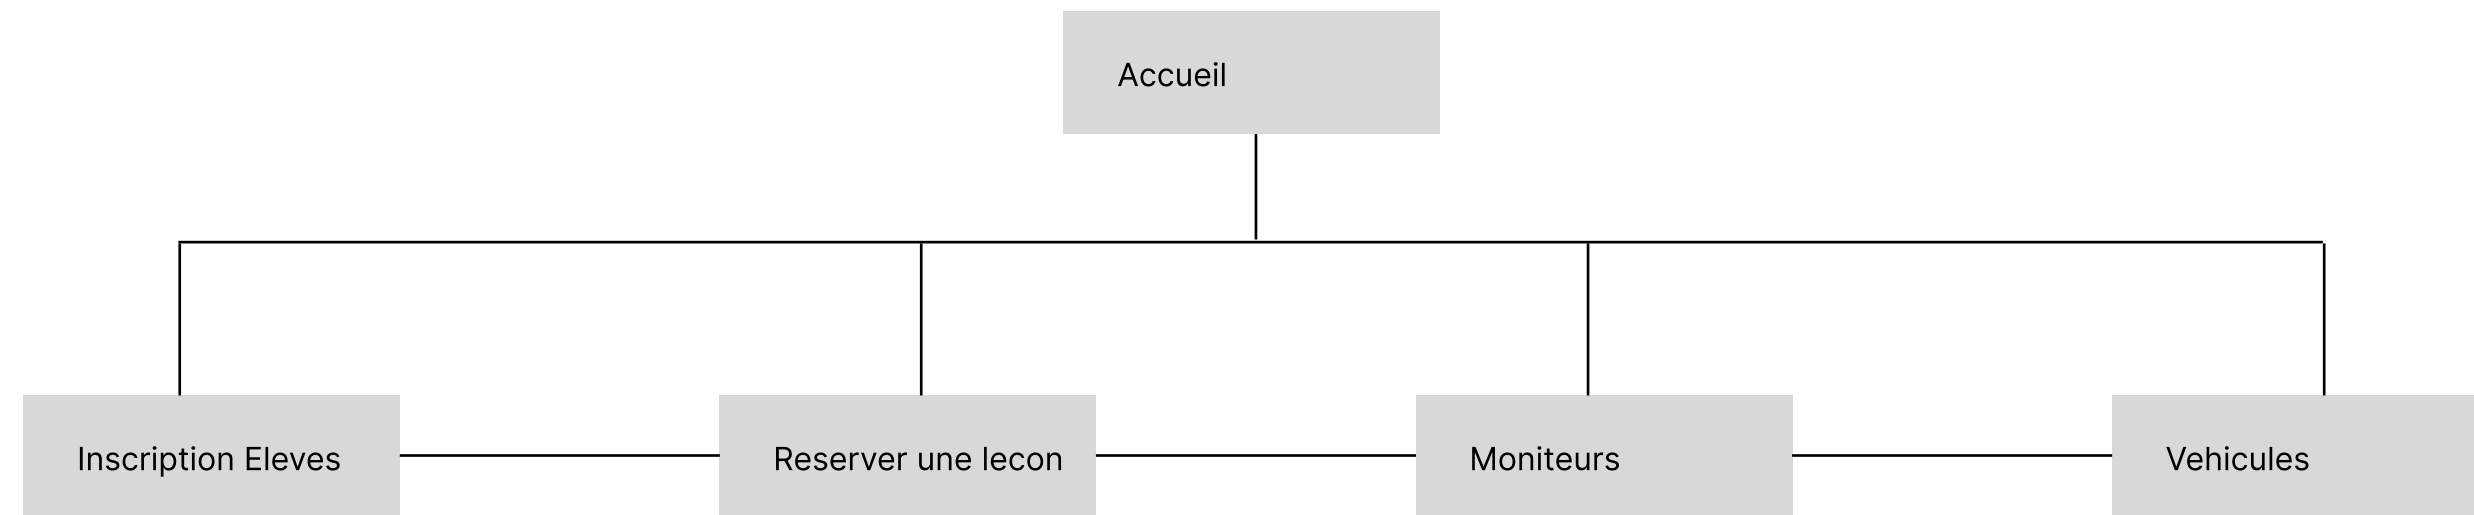 Accueil
Inscription Eleves
Reserver une lecon
Moniteurs
Vehicules